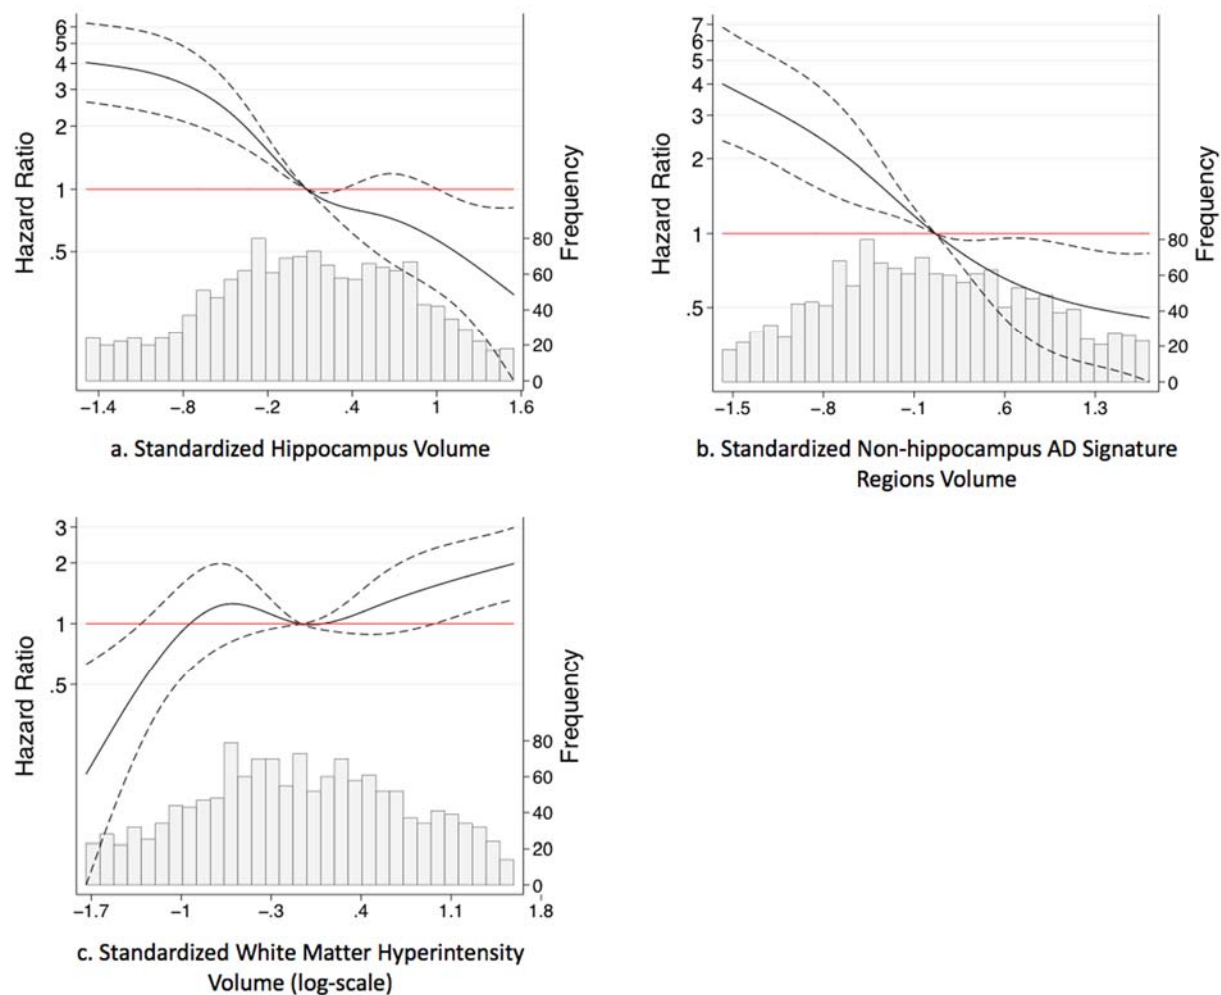 6
5
4
3
2
1
.5
Hazard Ratio
80
60
40
20
0
Frequency
−1.4 −.8 −.2 .4 1 1.6
a. Standardized Hippocampus Volume
7
6
5
4
3
2
1
.5
Hazard Ratio
80
60
40
20
0
Frequency
−1.5 −.8 −.1 .6 1.3
b. Standardized Non-hippocampus AD Signature
Regions Volume
3
2
1
.5
Hazard Ratio
80
60
40
20
0
Frequency
−1.7 −1 −.3 .4 1.1 1.8
c. Standardized White Matter Hyperintensity
Volume (log-scale)